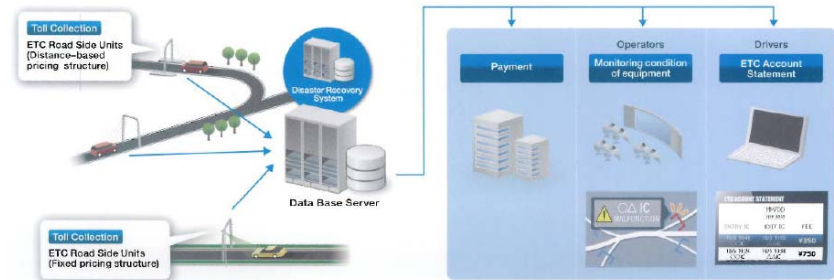 Toll Collection
ETC Road Side Units
(Distance-based
pricing structure)
Disaster Recovery
System
Data Base Server
Toll Collection
ETC Road Side Units
(Fixed pricing structure)
Payment
Operators
Monitoring condition
of equipment
○△ IC
MALFUNCTION
Drivers
ETC Account
Statement
ETC ACCOUNT STATEMENT
ENTRY IC EXIT IC FEE
¥350
¥750